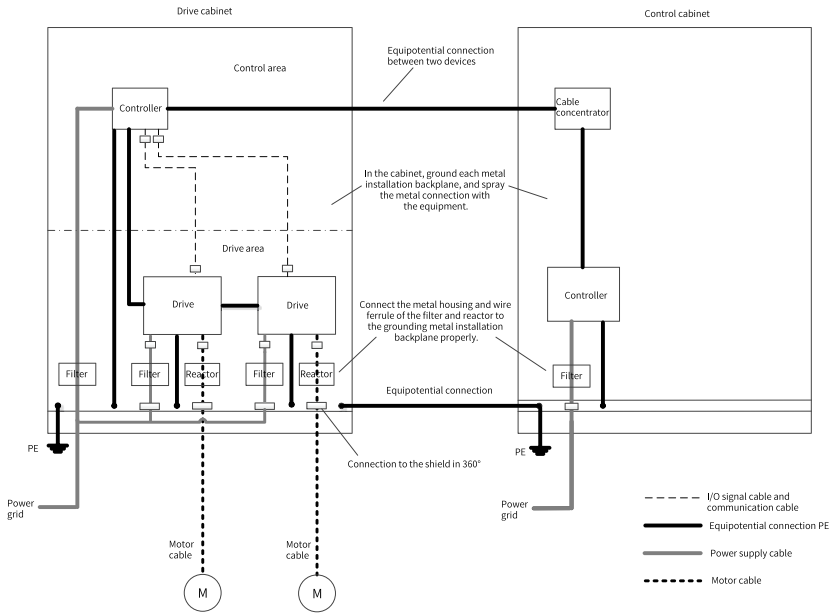 Drive cabinet
Control cabinet
Equipotential connection
between two devices
Control area
Controller
Cable
concentrator
In the cabinet, ground each metal
installation backplane, and spray
the metal connection with
the equipment.
Drive area
Drive
Drive
Controller
Connect the metal housing and wire
ferrule of the filter and reactor to
the grounding metal installation
backplane properly.
Filter
Filter
Reactor
Filter
Reactor
Filter
Equipotential connection
PE
PE
Connection to the shield in 360°
Power
grid
Power
grid
I/O signal cable and
communication cable
Equipotential connection PE
Power supply cable
Motor cable
Motor
cable
Motor
cable
M
M